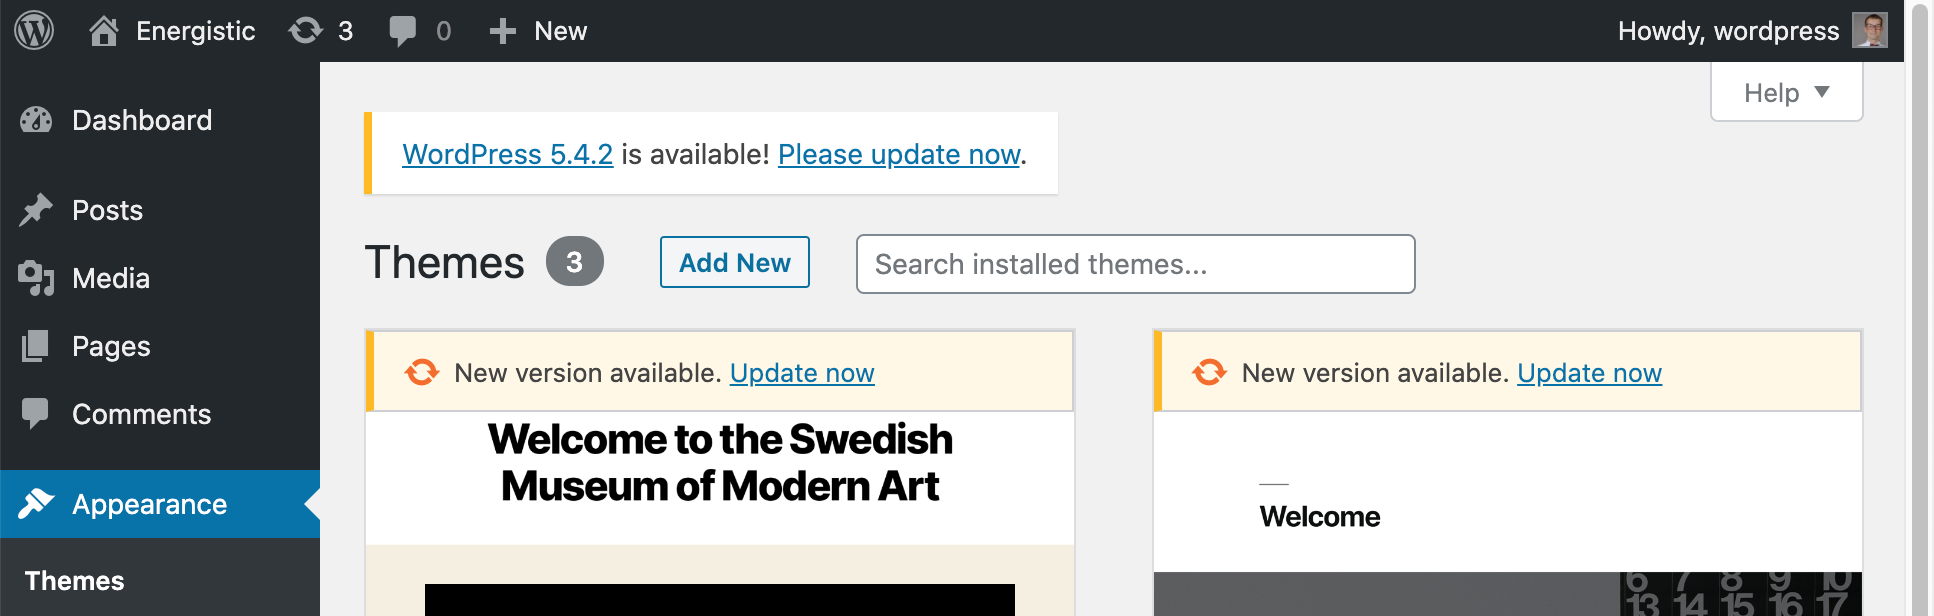 Energistic 3 0 New Howdy, wordpress
Help
Dashboard
Posts
Media
Pages
Comments
Appearance
Themes
WordPress 5.4.2 is available! Please update now.
Themes 3 Add New Search installed themes...
New version available. Update now
Welcome to the Swedish
Museum of Modern Art
New version available. Update now
Welcome
6 7 8 9 10
13 14 15 16 17